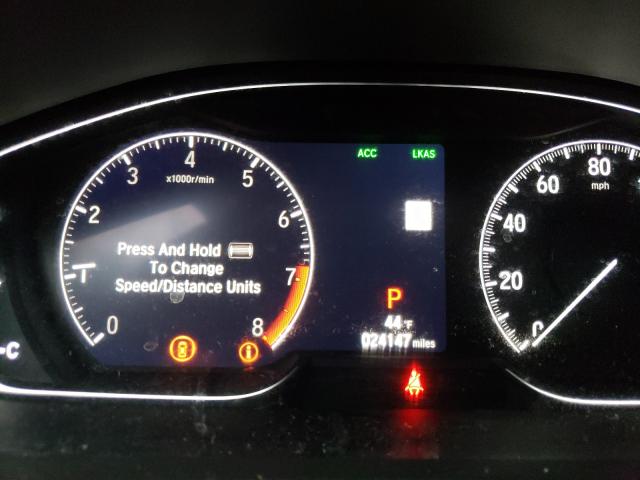 ACC LKAS
4
3 5
x1000r/min
2 6
Press And Hold
To Change
1 7
Speed/Distance Units
0 8
P
44 °F
024147 miles
80
60
mph
40
20
0
-C